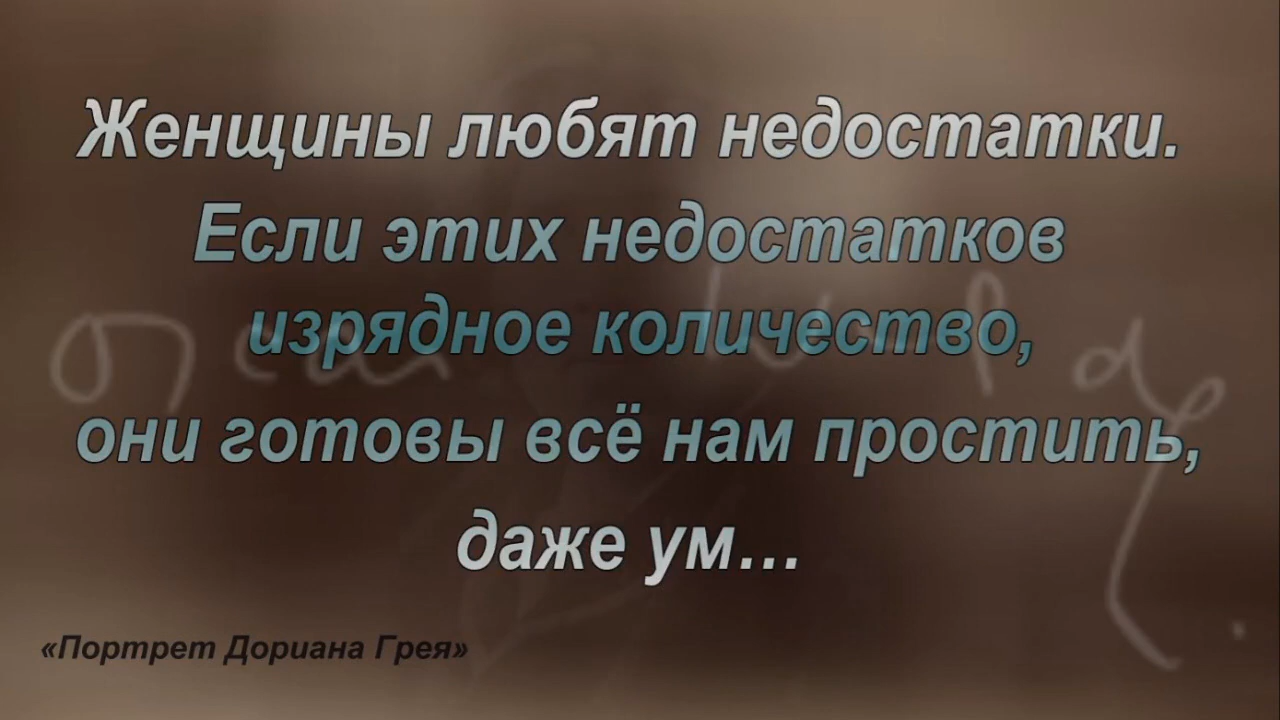 Женщины любят недостатки.
Если этих недостатков
изрядное количество,
они готовы всё нам простить,
даже ум...
«Портрет Дориана Грея»